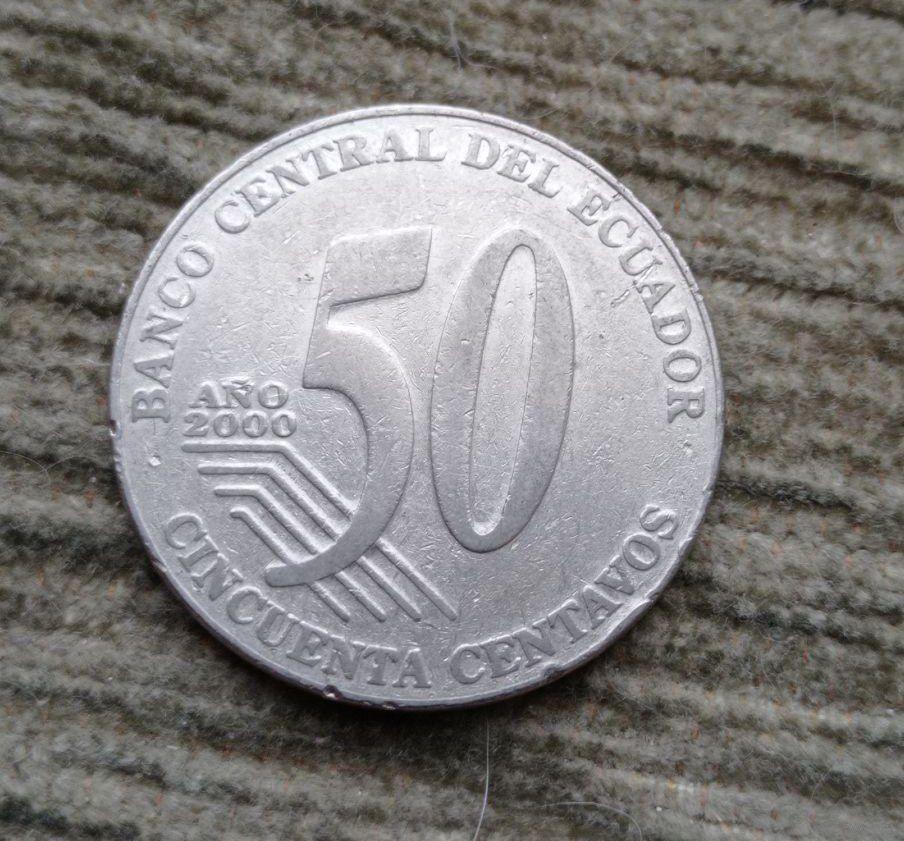 BANCO CENTRAL DEL ECUADOR
50
AÑO
2000
CINCUENTA CENTAVOS